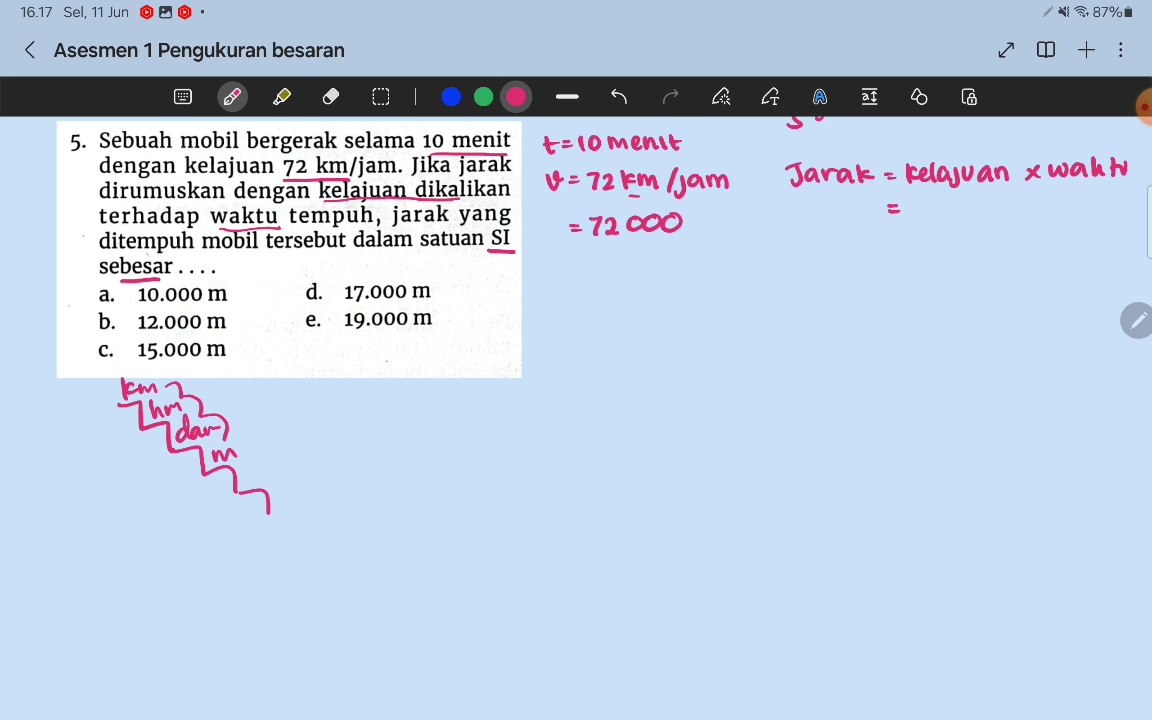 16.17 Sel, 11 Jun 87%
Asesmen 1 Pengukuran besaran
5. Sebuah mobil bergerak selama 10 menit
dengan kelajuan 72 km/jam. Jika jarak
dirumuskan dengan kelajuan dikalikan
terhadap waktu tempuh, jarak yang
ditempuh mobil tersebut dalam satuan SI
sebesar . . . .
a. 10.000 m d. 17.000 m
b. 12.000 m e. 19.000 m
c. 15.000 m
t = 10 menit
v = 72 km / jam
= 72 000
Jarak = kelajuan x waktu
=
km
hm
dam
m